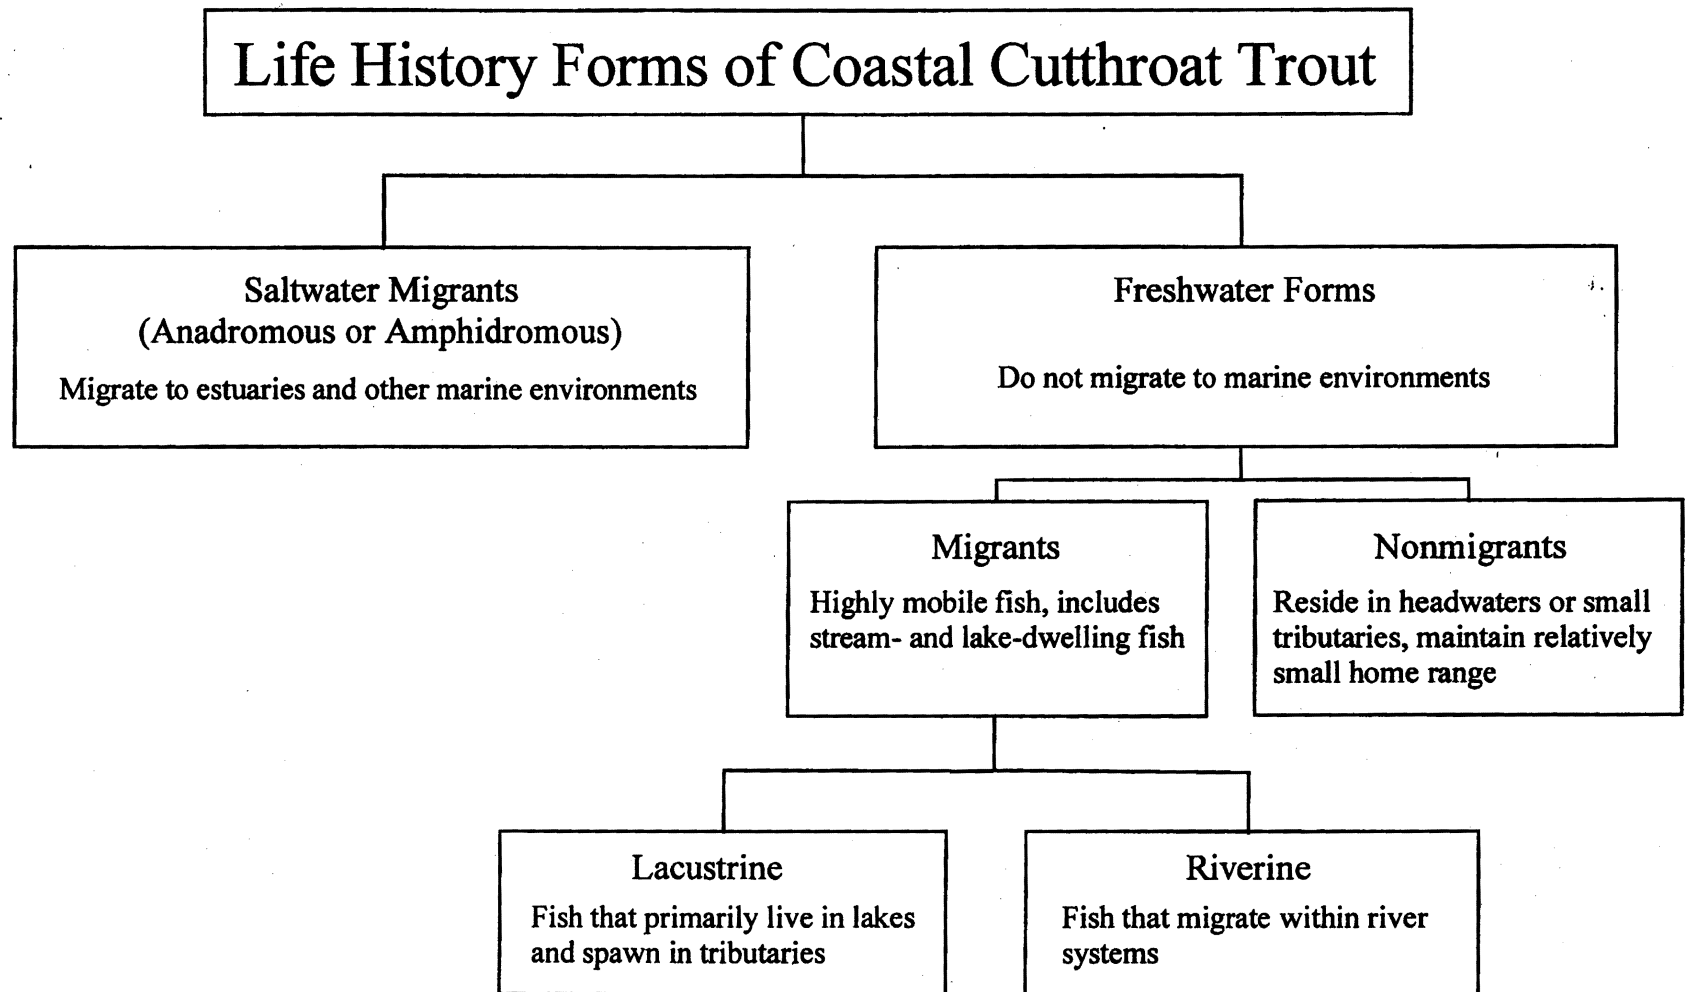 Life History Forms of Coastal Cutthroat Trout
Saltwater Migrants
(Anadromous or Amphidromous)
Migrate to estuaries and other marine environments
Freshwater Forms
Do not migrate to marine environments
Migrants
Highly mobile fish, includes
stream- and lake-dwelling fish
Nonmigrants
Reside in headwaters or small
tributaries, maintain relatively
small home range
Lacustrine
Fish that primarily live in lakes
and spawn in tributaries
Riverine
Fish that migrate within river
systems